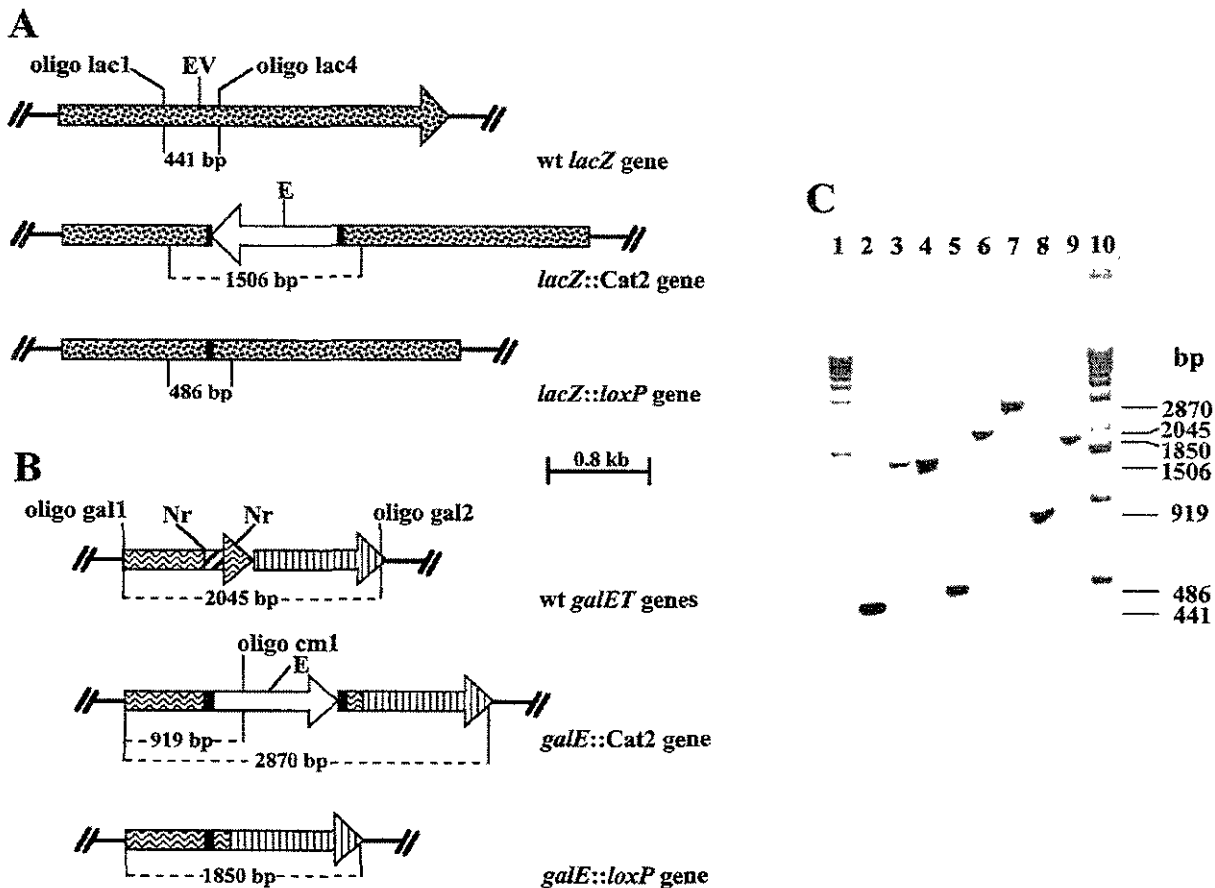 A
oligo lac1 EV oligo lac4
441 bp
wt lacZ gene
E
1506 bp
lacZ::Cat2 gene
486 bp
lacZ::loxP gene
0.8 kb
B
oligo gal1 Nr Nr oligo gal2
2045 bp
wt galET genes
oligo cm1
E
919 bp
2870 bp
galE::Cat2 gene
1850 bp
galE::loxP gene
C
1 2 3 4 5 6 7 8 9 10
bp
2870
2045
1850
1506
919
486
441